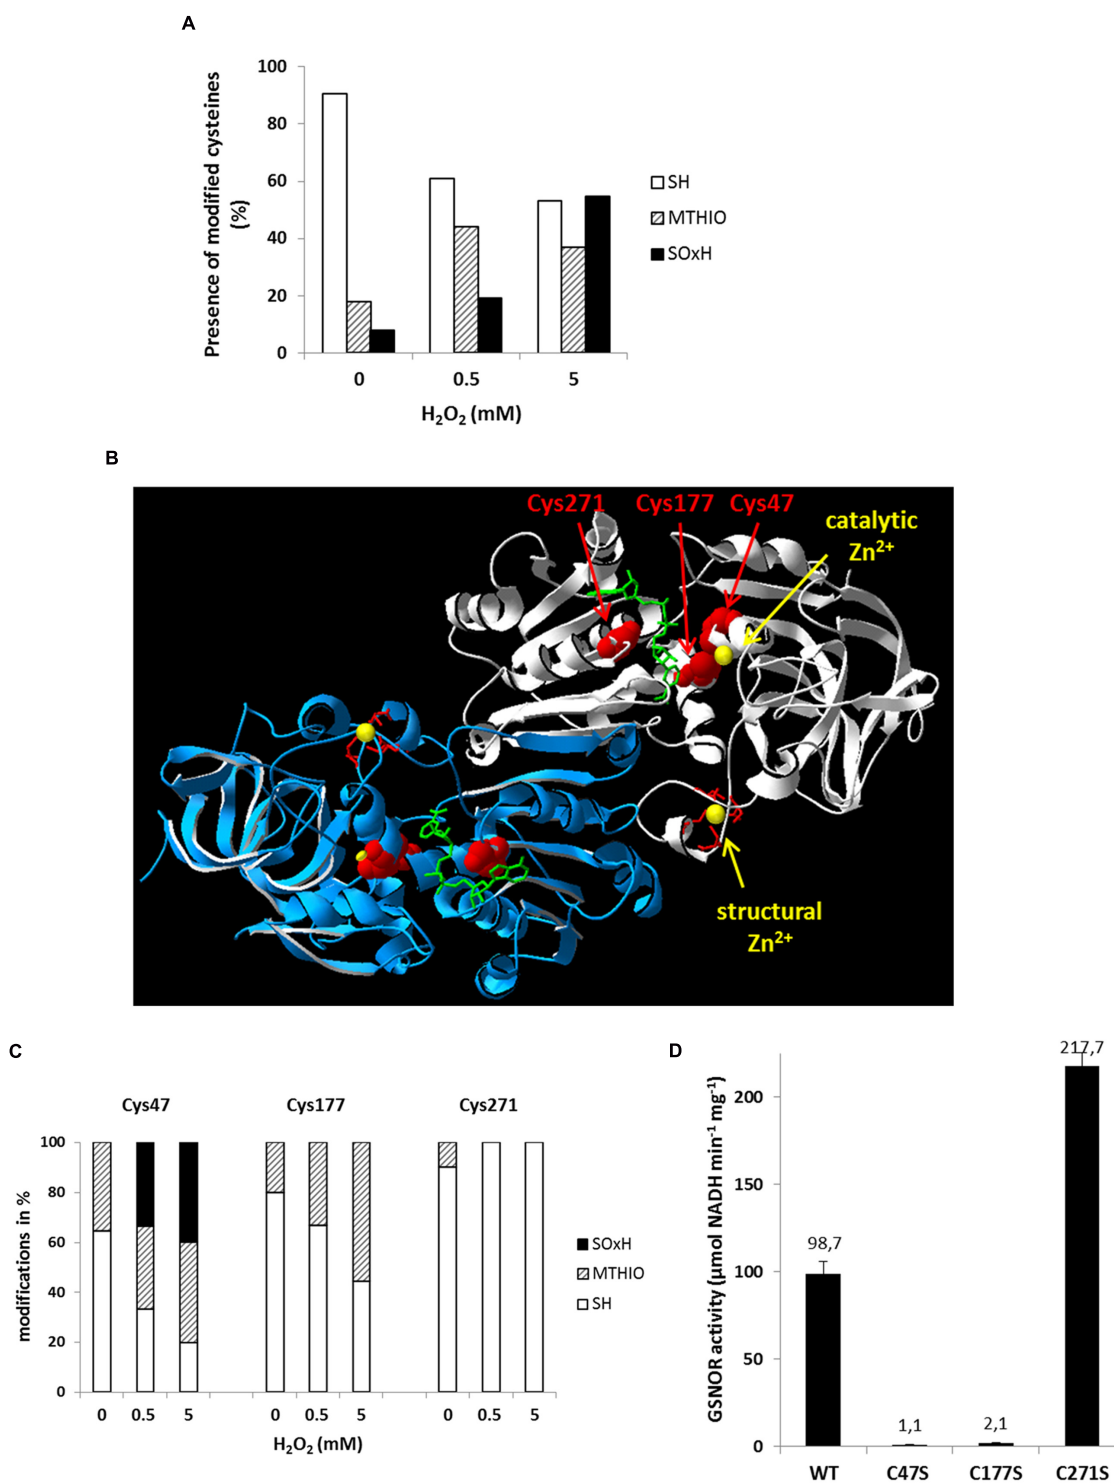 A
Presence of modified cysteines
(%)
100
80
60
40
20
0
0
0.5
5
H₂O₂ (mM)
SH
MTHIO
SOxH
B
Cys271
Cys177
Cys47
catalytic
Zn²⁺
structural
Zn²⁺
C
Cys47
Cys177
Cys271
modifications in %
100
80
60
40
20
0
0
0.5
5
0
0.5
5
0
0.5
5
H₂O₂ (mM)
SOxH
MTHIO
SH
D
GSNOR activity (µmol NADH min⁻¹ mg⁻¹)
200
150
100
50
0
98,7
1,1
2,1
217,7
WT
C47S
C177S
C271S